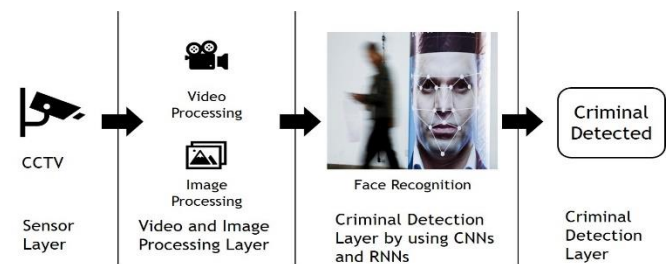 CCTV
Sensor
Layer
Video
Processing
Image
Processing
Video and Image
Processing Layer
Face Recognition
Criminal Detection
Layer by using CNNs
and RNNs
Criminal
Detected
Criminal
Detection
Layer